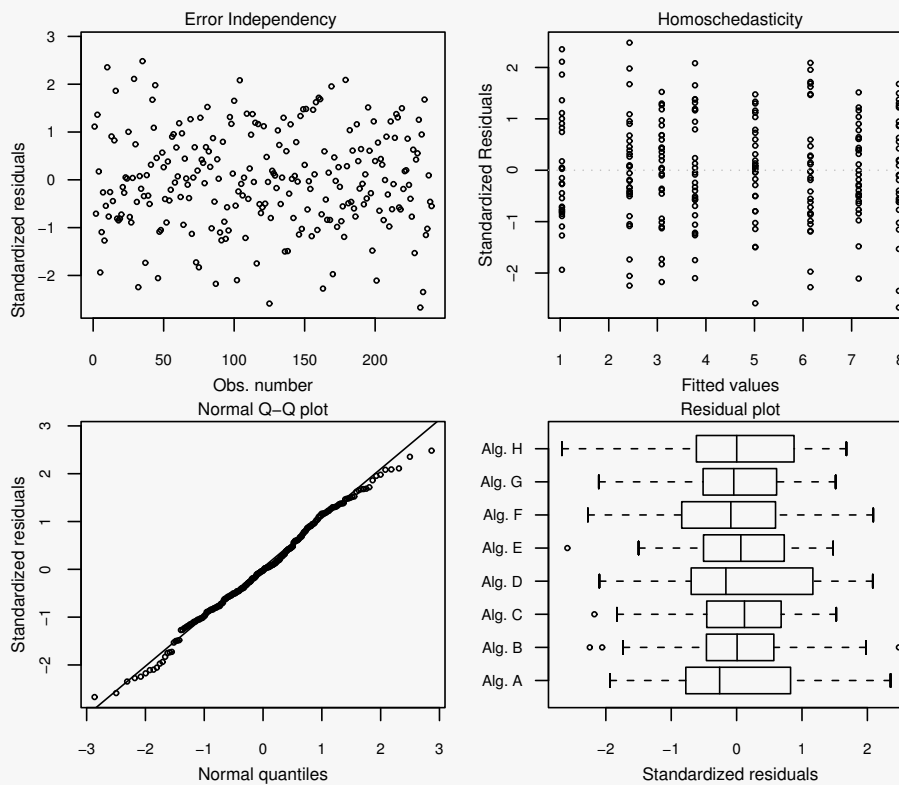 Error Independency
Standardized residuals
3
2
1
0
−1
−2
0 50 100 150 200
Obs. number
Homoschedasticity
Standardized Residuals
2
1
0
−1
−2
1 2 3 4 5 6 7 8
Fitted values
Normal Q−Q plot
Standardized residuals
3
2
1
0
−1
−2
−3 −2 −1 0 1 2 3
Normal quantiles
Residual plot
Alg. H
Alg. G
Alg. F
Alg. E
Alg. D
Alg. C
Alg. B
Alg. A
−2 −1 0 1 2
Standardized residuals